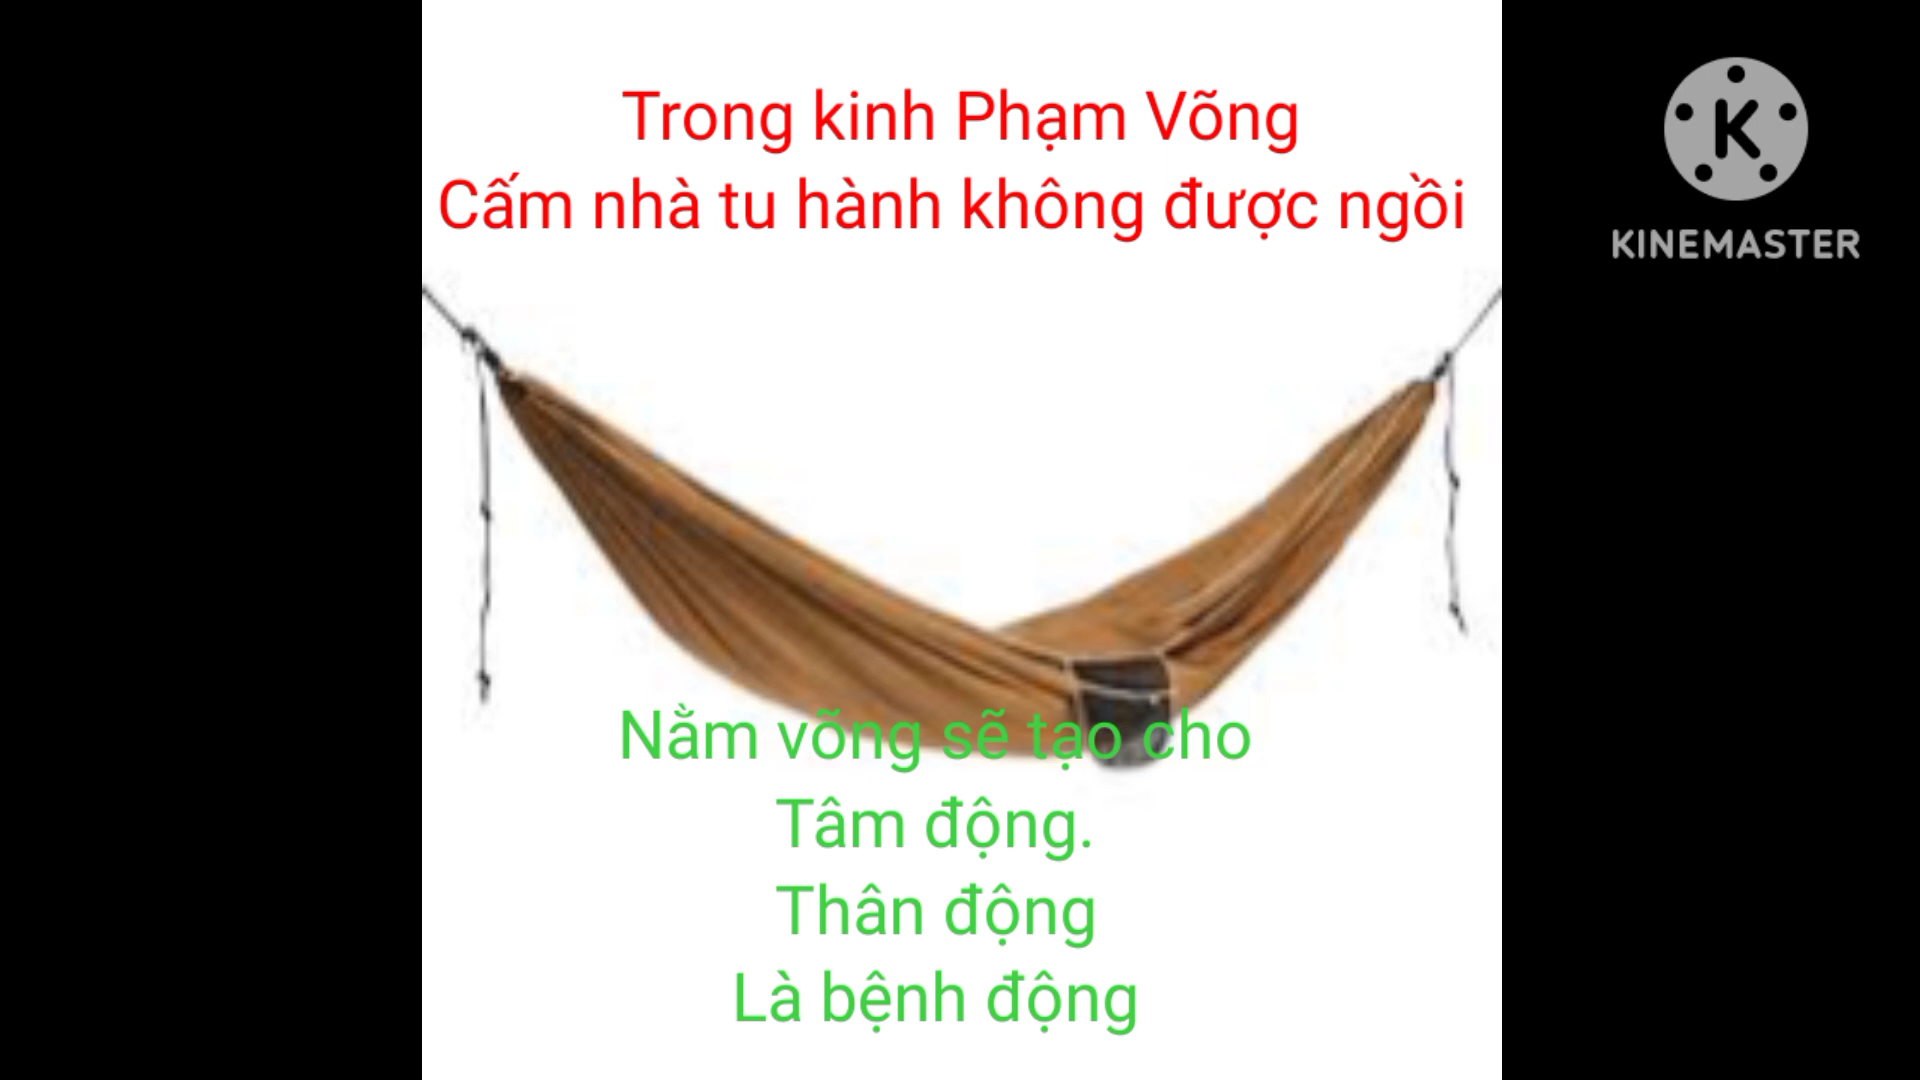 Trong kinh Phạm Võng
Cấm nhà tu hành không được ngồi
KINEMASTER
Nằm võng sẽ tạo cho
Tâm động.
Thân động
Là bệnh động